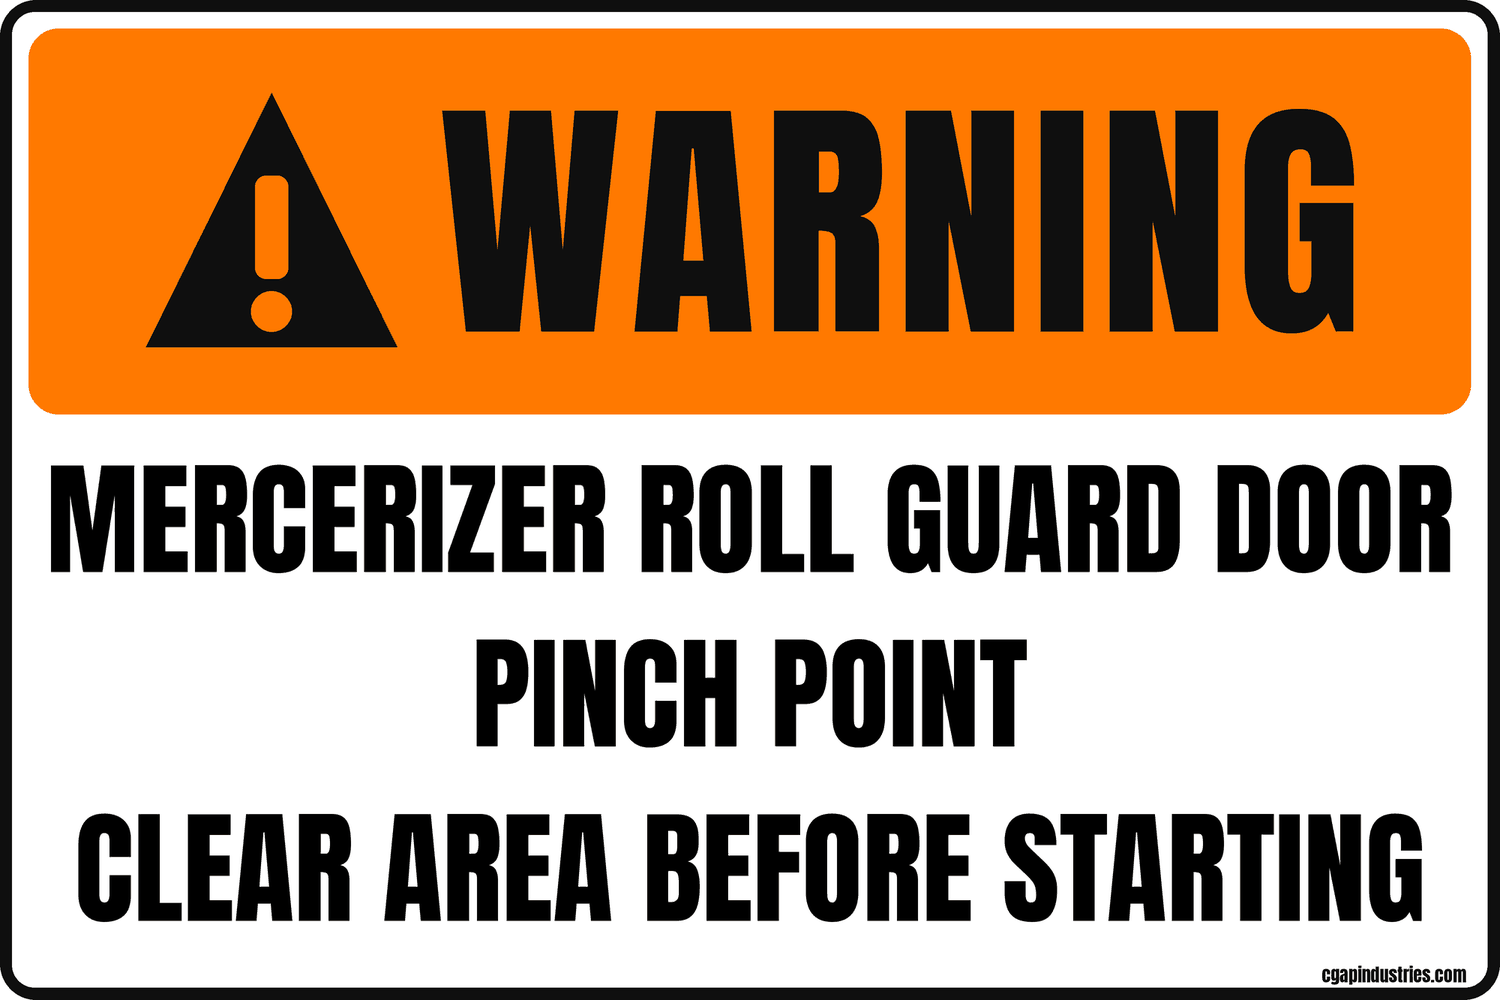 WARNING
MERCERIZER ROLL GUARD DOOR
PINCH POINT
CLEAR AREA BEFORE STARTING
cgapindustries.com